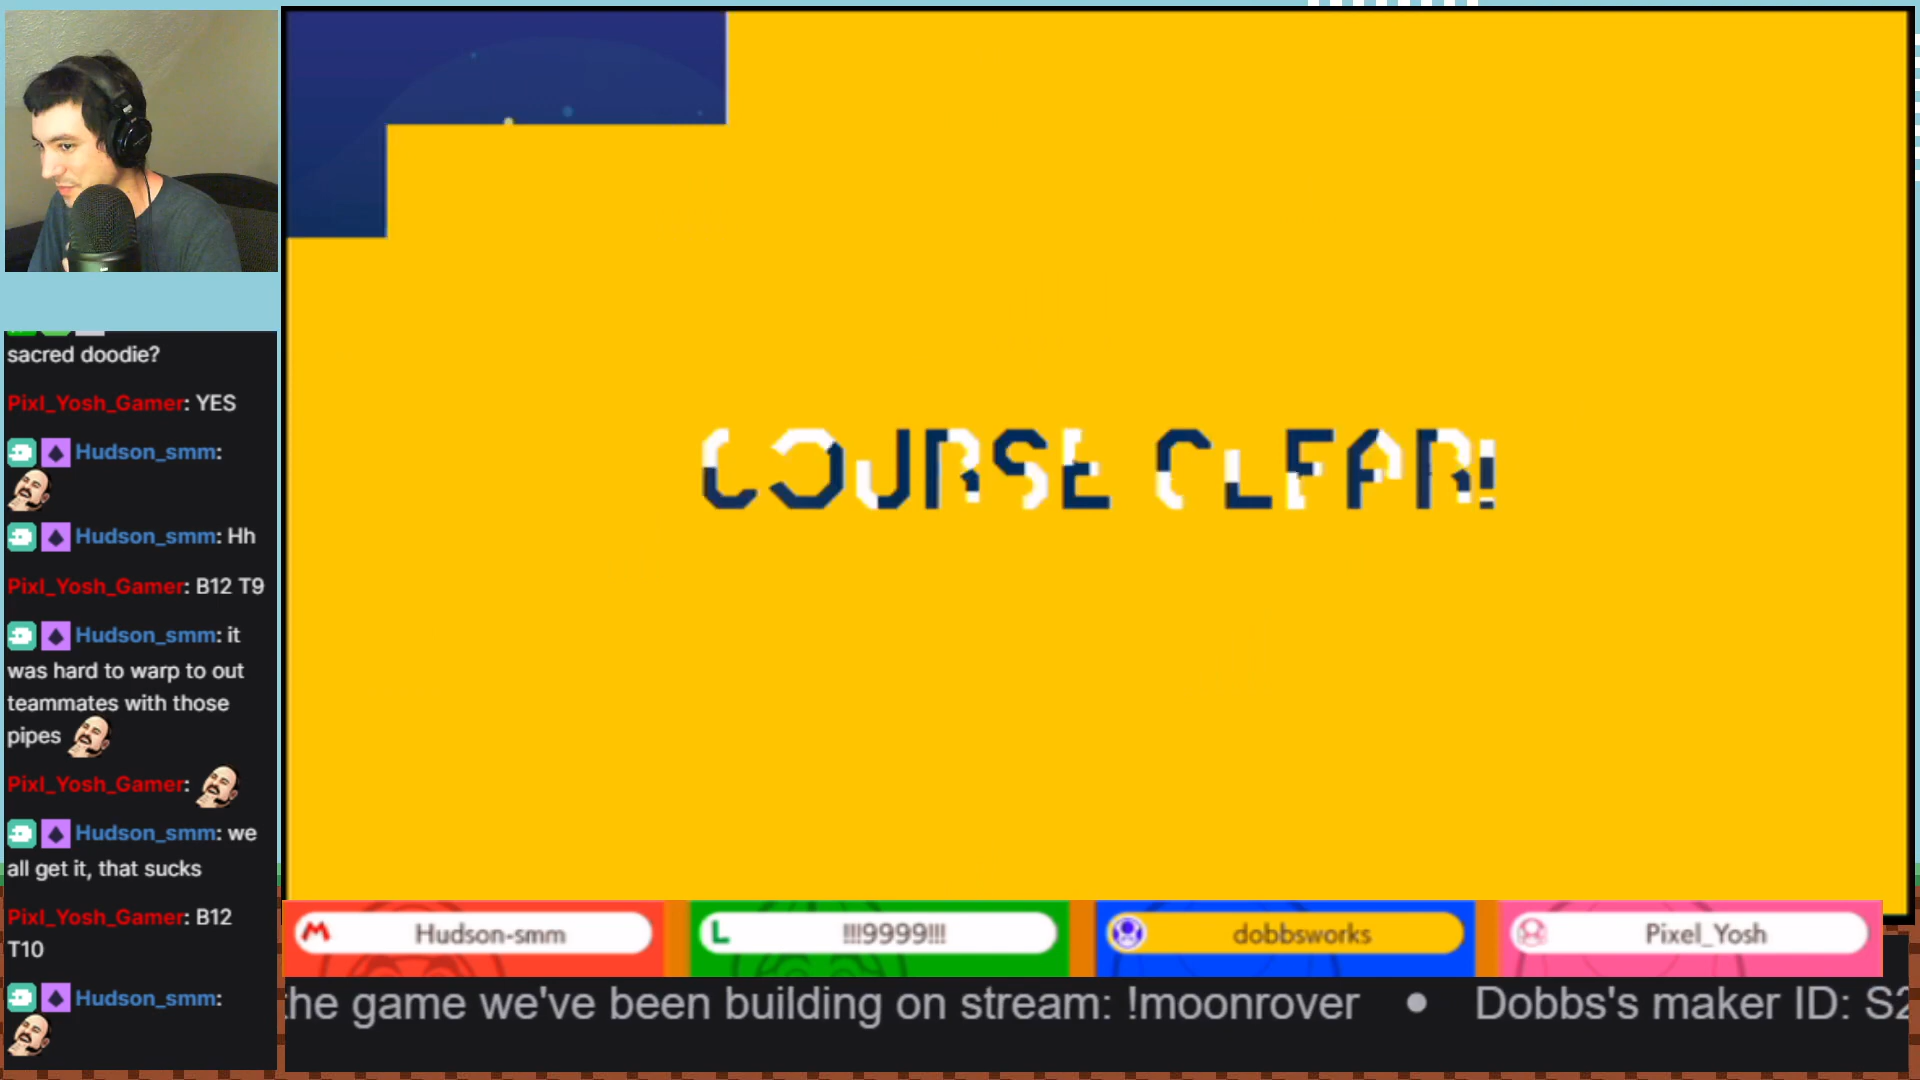 sacred doodie?
Pixl_Yosh_Gamer: YES
Hudson_smm:
Hudson_smm: Hh
Pixl_Yosh_Gamer: B12 T9
Hudson_smm: it
was hard to warp to out
teammates with those
pipes
Pixl_Yosh_Gamer:
Hudson_smm: we
all get it, that sucks
Pixl_Yosh_Gamer: B12
T10
Hudson_smm:
COURSE CLEAR!
M Hudson-smm
L !!!9999!!!
dobbsworks
Pixel_Yosh
the game we've been building on stream: !moonrover • Dobbs's maker ID: S2